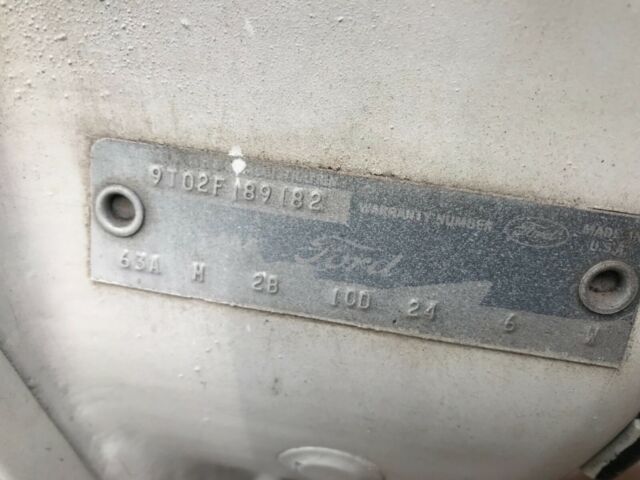 9T02F189182
WARRANTY NUMBER Ford MADE IN U.S.A.
Ford
63A M 2B 10D 24 6 W